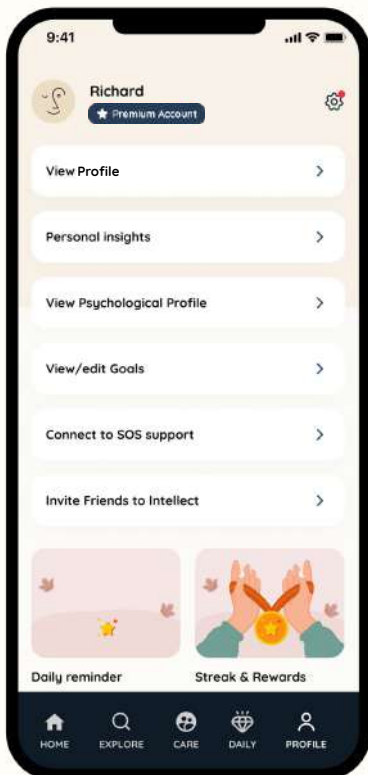 9:41
Richard
Premium Account
View Profile
Personal insights
View Psychological Profile
View/edit Goals
Connect to SOS support
Invite Friends to Intellect
Daily reminder
Streak & Rewards
HOME
EXPLORE
CARE
DAILY
PROFILE